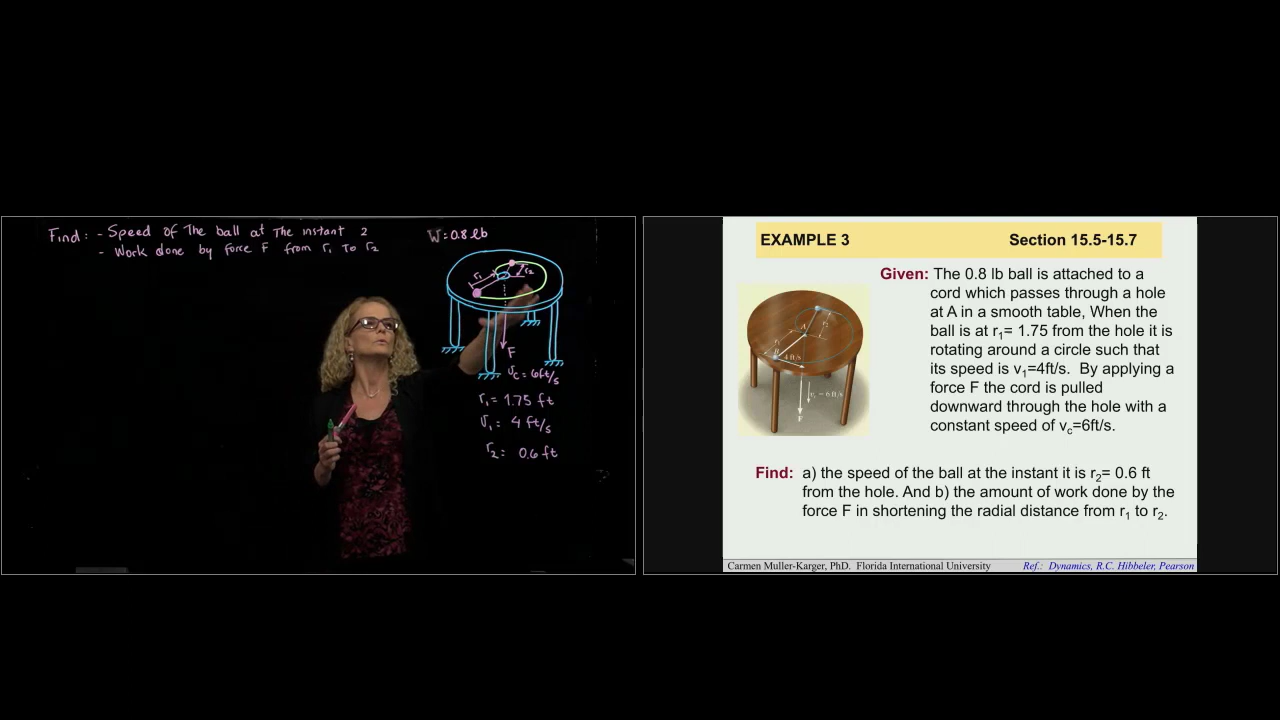 Find: - Speed of The ball at The instant 2
- Work done by force F from r1 To r2
W=0.8 lb
r1
r2
F
vc = 6ft/s
r1 = 1.75 ft
v1 = 4 ft/s
r2 = 0.6 ft
EXAMPLE 3 Section 15.5-15.7
Given: The 0.8 lb ball is attached to a
cord which passes through a hole
at A in a smooth table, When the
ball is at r1= 1.75 from the hole it is
rotating around a circle such that
its speed is v1=4ft/s. By applying a
force F the cord is pulled
downward through the hole with a
constant speed of vc=6ft/s.
A
B
4 ft/s
vc = 6 ft/s
F
Find: a) the speed of the ball at the instant it is r2= 0.6 ft
from the hole. And b) the amount of work done by the
force F in shortening the radial distance from r1 to r2.
Carmen Muller-Karger, PhD. Florida International University Ref.: Dynamics, R.C. Hibbeler, Pearson